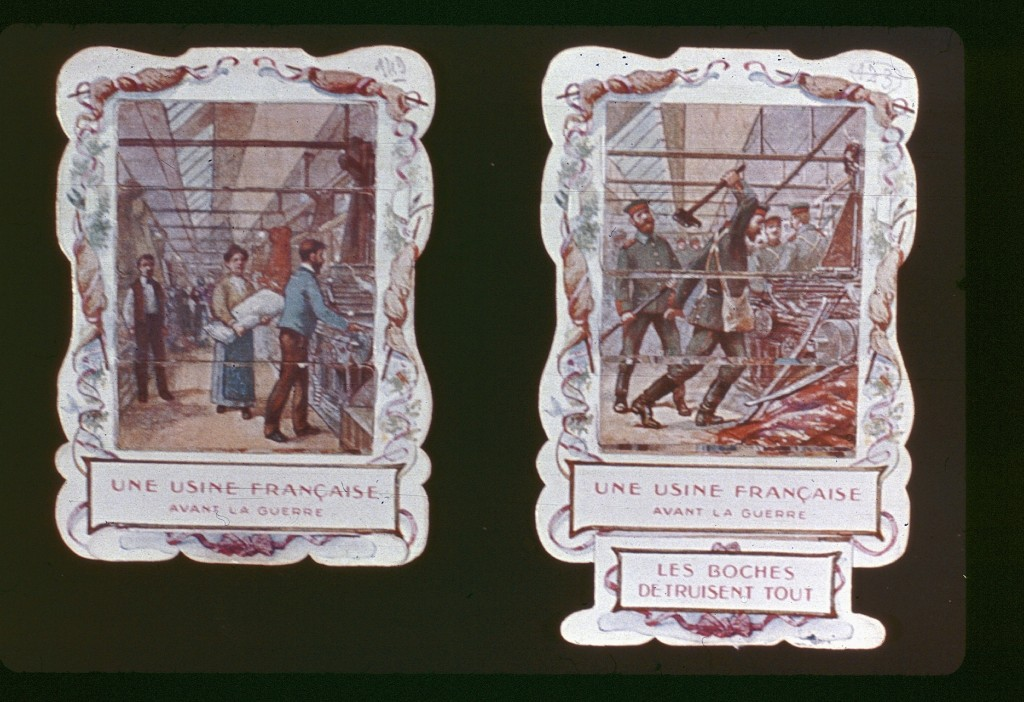 UNE USINE FRANÇAISE
AVANT LA GUERRE
UNE USINE FRANÇAISE
AVANT LA GUERRE
LES BOCHES
DÉTRUISENT TOUT